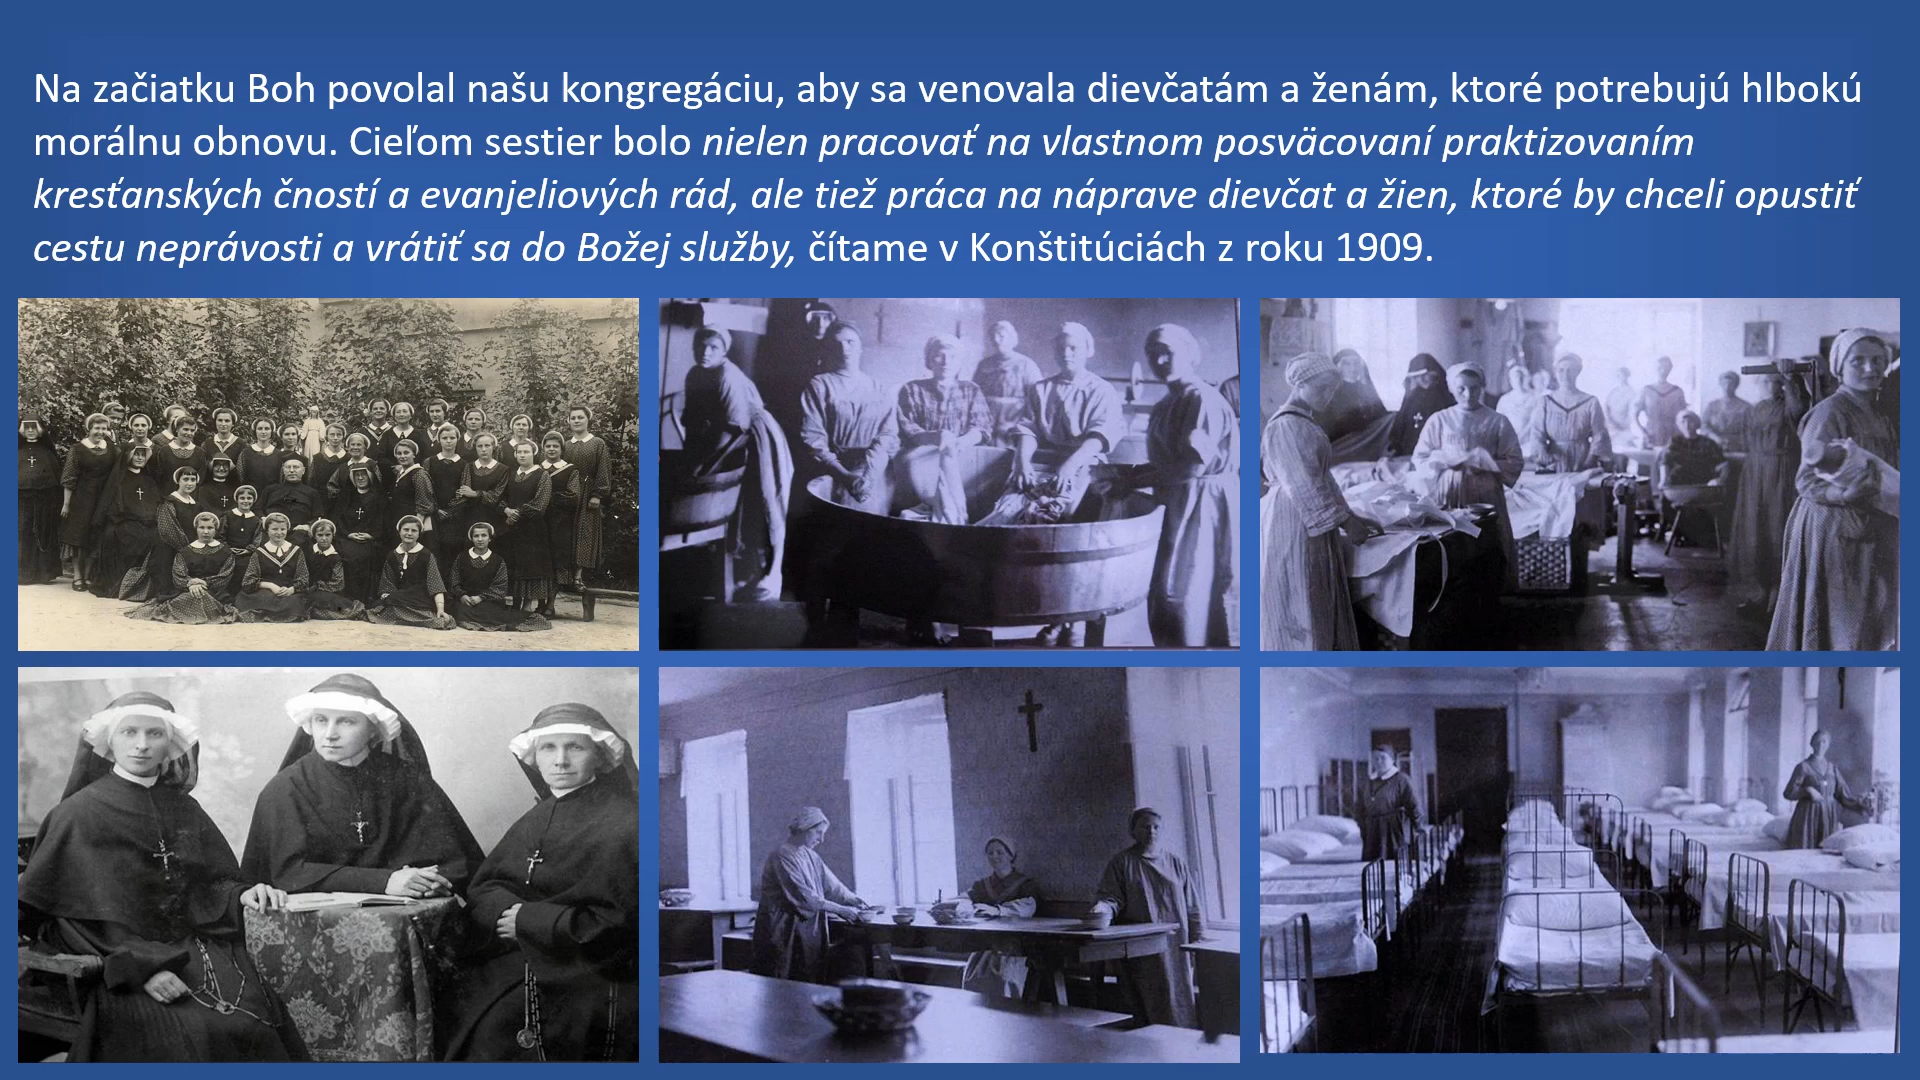 Na začiatku Boh povolal našu kongregáciu, aby sa venovala dievčatám a ženám, ktoré potrebujú hlbokú
morálnu obnovu. Cieľom sestier bolo nielen pracovať na vlastnom posväcovaní praktizovaním
kresťanských čností a evanjeliových rád, ale tiež práca na náprave dievčat a žien, ktoré by chceli opustiť
cestu neprávosti a vrátiť sa do Božej služby, čítame v Konštitúciách z roku 1909.